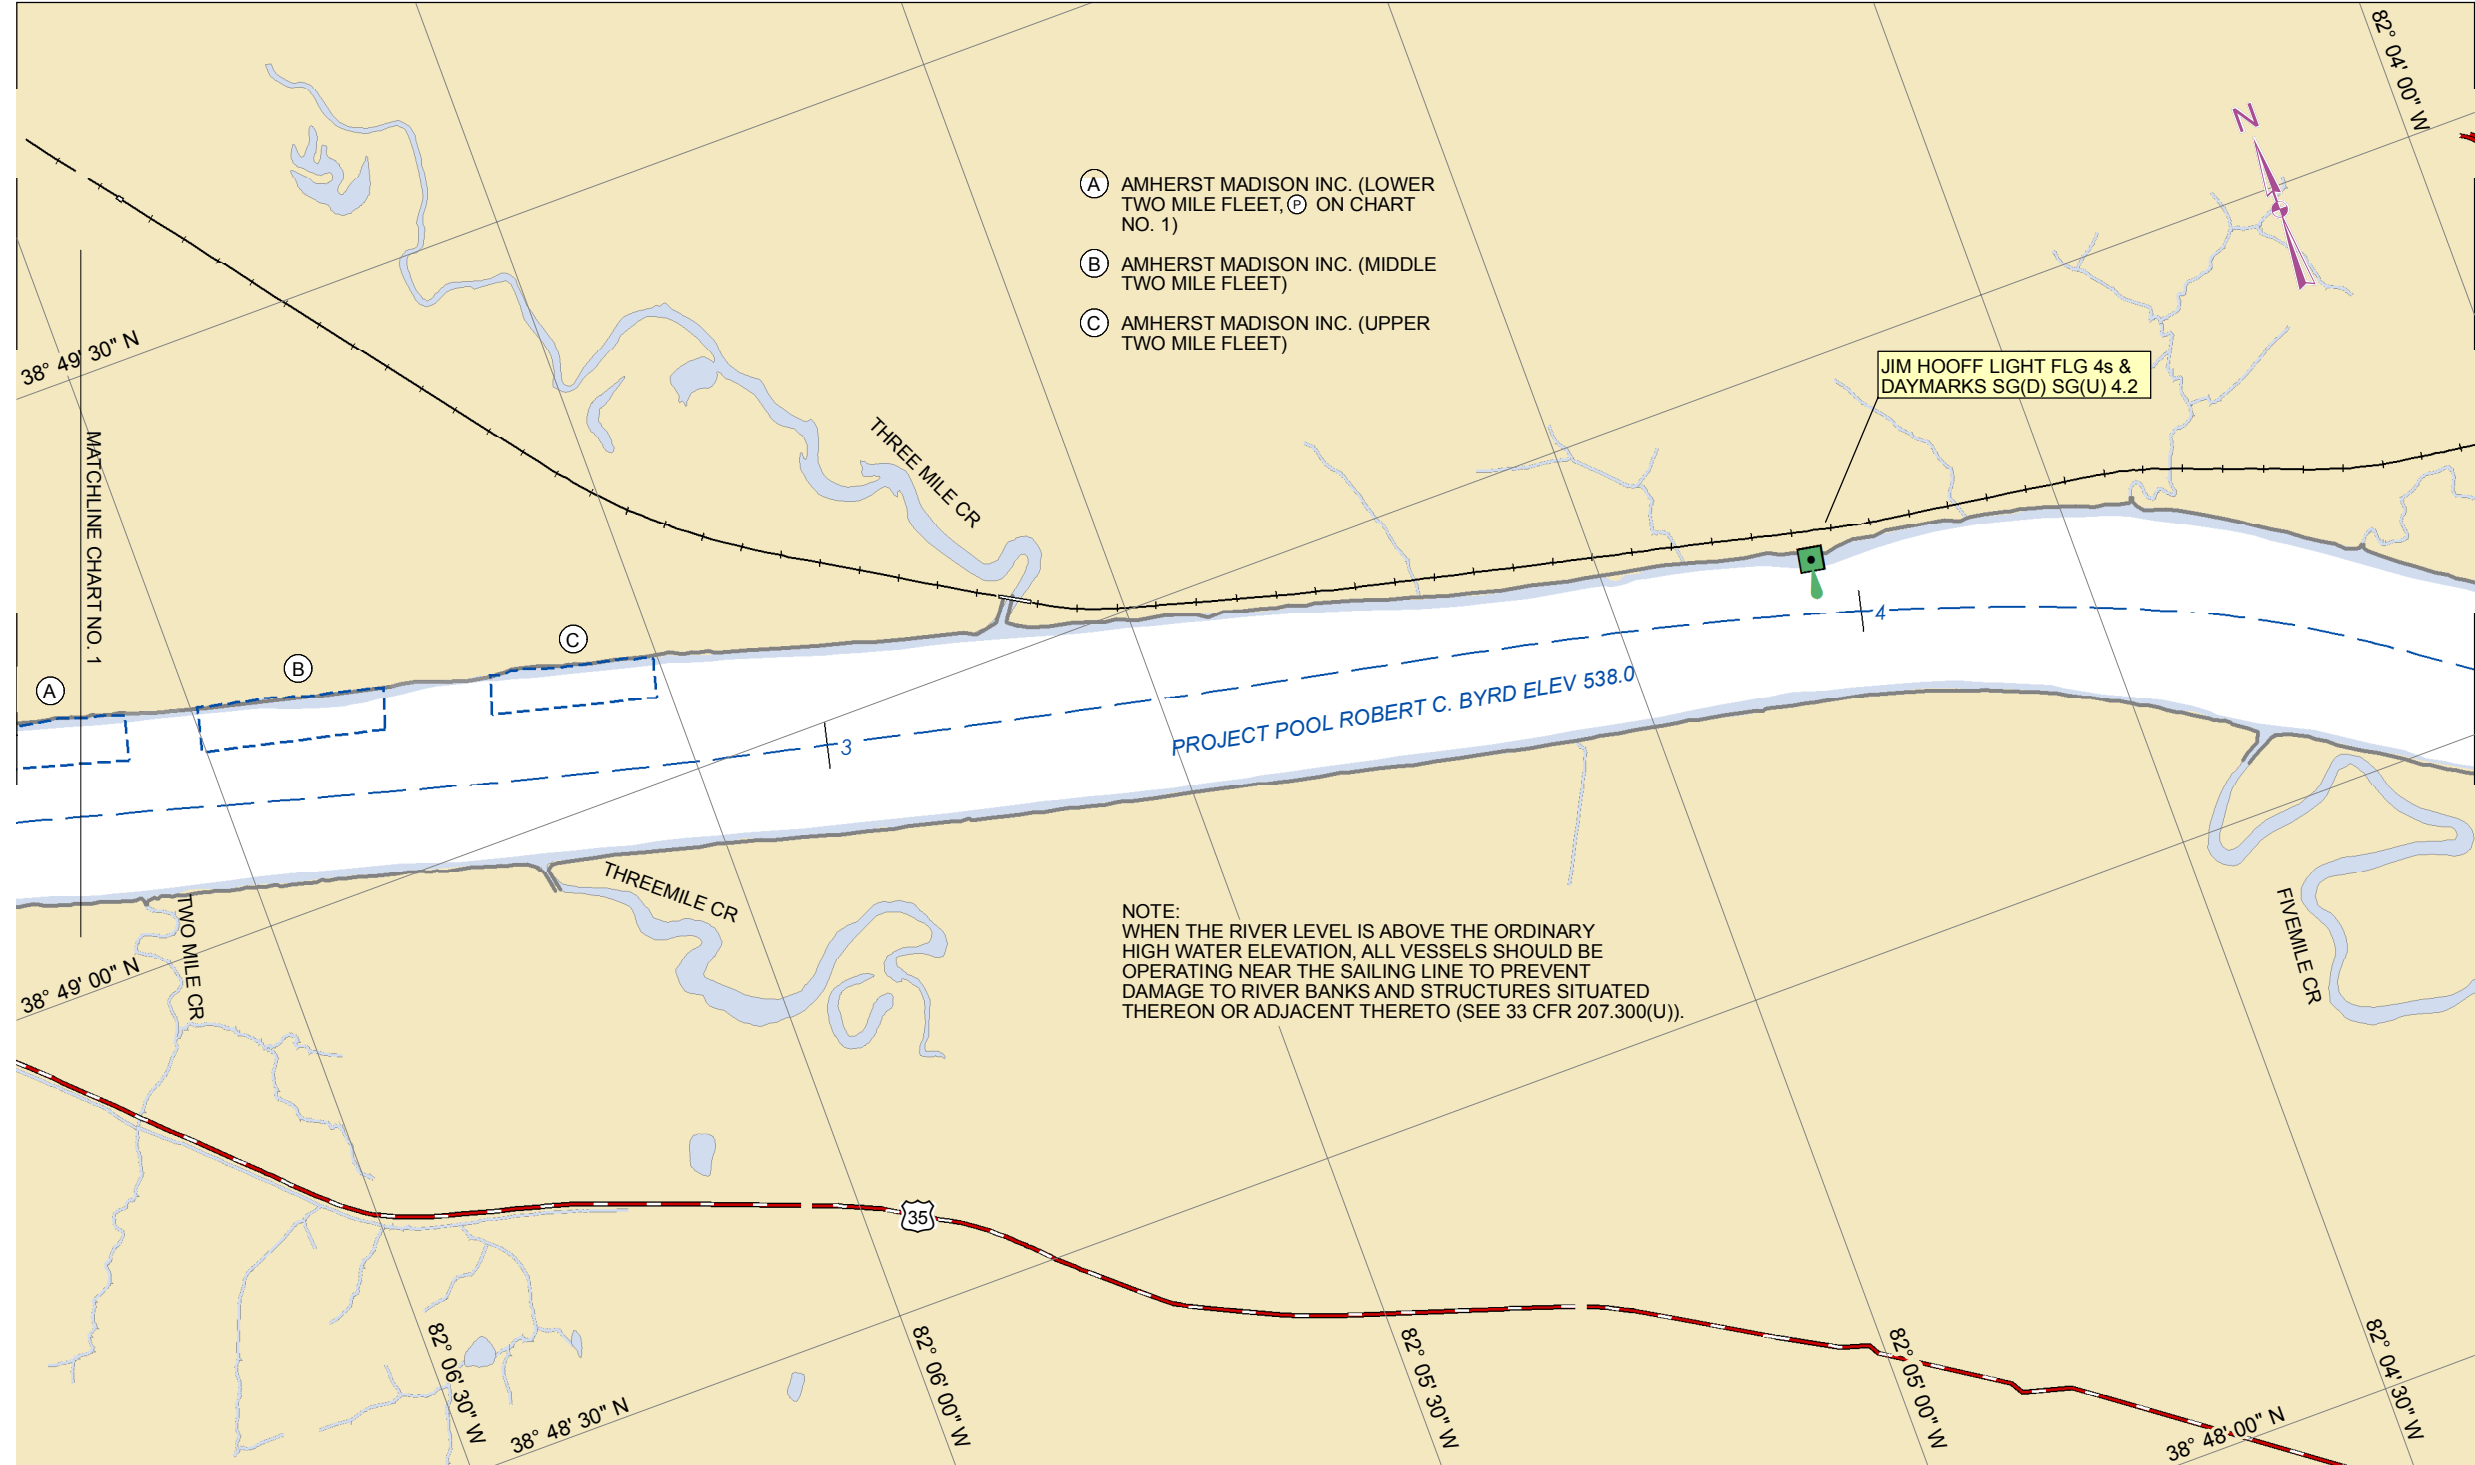 82° 04' 00" W
N
A AMHERST MADISON INC. (LOWER
TWO MILE FLEET, P ON CHART
NO. 1)
B AMHERST MADISON INC. (MIDDLE
TWO MILE FLEET)
C AMHERST MADISON INC. (UPPER
TWO MILE FLEET)
38° 49' 30" N
JIM HOOFF LIGHT FLG 4s &
DAYMARKS SG(D) SG(U) 4.2
MATCHLINE CHART NO. 1
THREE MILE CR
A
B
C
3
4
PROJECT POOL ROBERT C. BYRD ELEV 538.0
THREEMILE CR
TWO MILE CR
38° 49' 00" N
NOTE:
WHEN THE RIVER LEVEL IS ABOVE THE ORDINARY
HIGH WATER ELEVATION, ALL VESSELS SHOULD BE
OPERATING NEAR THE SAILING LINE TO PREVENT
DAMAGE TO RIVER BANKS AND STRUCTURES SITUATED
THEREON OR ADJACENT THERETO (SEE 33 CFR 207.300(U)).
FIVEMILE CR
35
82° 06' 30" W
82° 06' 00" W
82° 05' 30" W
82° 05' 00" W
82° 04' 30" W
38° 48' 30" N
38° 48' 00" N